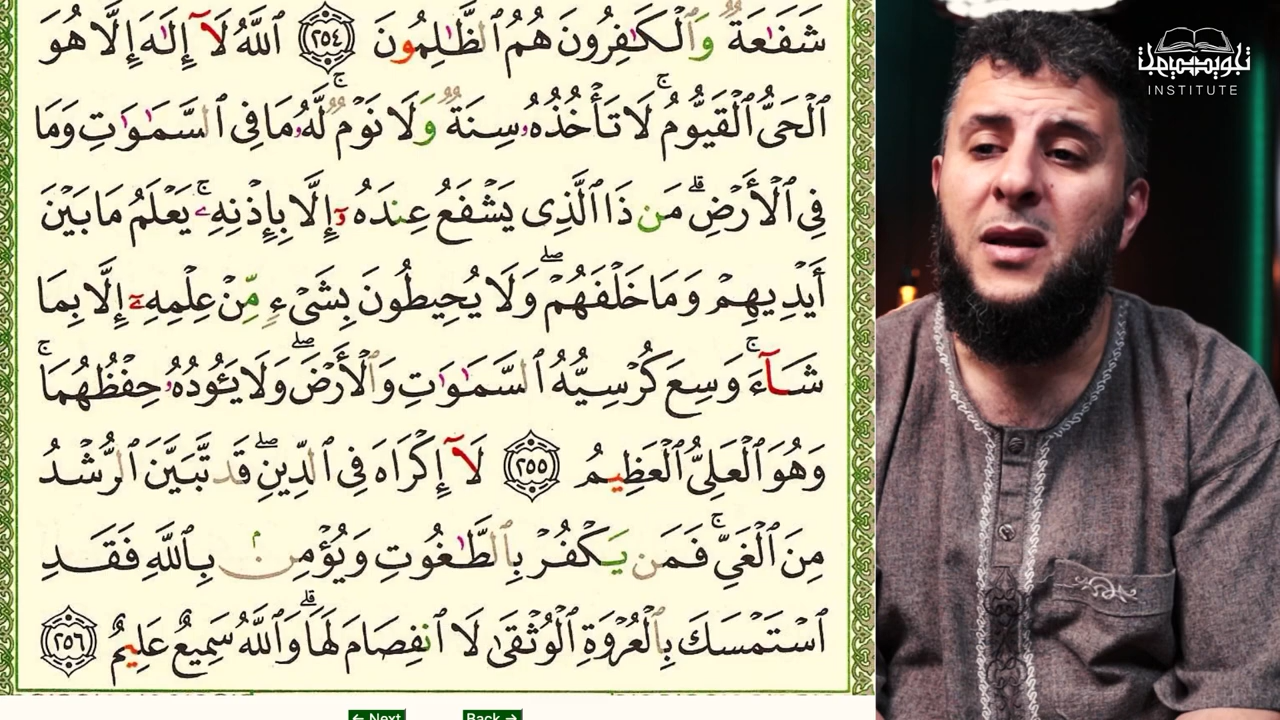 شَفَٰعَةٌ وَٱلْكَٰفِرُونَ هُمُ ٱلظَّٰلِمُونَ ٢٥٤ ٱللَّهُ لَآ إِلَٰهَ إِلَّا هُوَ
ٱلْحَىُّ ٱلْقَيُّومُ ۚ لَا تَأْخُذُهُۥ سِنَةٌ وَلَا نَوْمٌ ۚ لَّهُۥ مَا فِى ٱلسَّمَٰوَٰتِ وَمَا
فِى ٱلْأَرْضِ ۗ مَن ذَا ٱلَّذِى يَشْفَعُ عِندَهُۥٓ إِلَّا بِإِذْنِهِۦ ۚ يَعْلَمُ مَا بَيْنَ
أَيْدِيهِمْ وَمَا خَلْفَهُمْ ۖ وَلَا يُحِيطُونَ بِشَىْءٍ مِّنْ عِلْمِهِۦٓ إِلَّا بِمَا
شَآءَ ۚ وَسِعَ كُرْسِيُّهُ ٱلسَّمَٰوَٰتِ وَٱلْأَرْضَ ۖ وَلَا يَـُٔودُهُۥ حِفْظُهُمَا ۚ
وَهُوَ ٱلْعَلِىُّ ٱلْعَظِيمُ ٢٥٥ لَآ إِكْرَاهَ فِى ٱلدِّينِ ۖ قَد تَّبَيَّنَ ٱلرُّشْدُ
مِنَ ٱلْغَىِّ ۚ فَمَن يَكْفُرْ بِٱلطَّٰغُوتِ وَيُؤْمِنۢ بِٱللَّهِ فَقَدِ
ٱسْتَمْسَكَ بِٱلْعُرْوَةِ ٱلْوُثْقَىٰ لَا ٱنفِصَامَ لَهَا ۗ وَٱللَّهُ سَمِيعٌ عَلِيمٌ ٢٥٦
← Next Back →
INSTITUTE